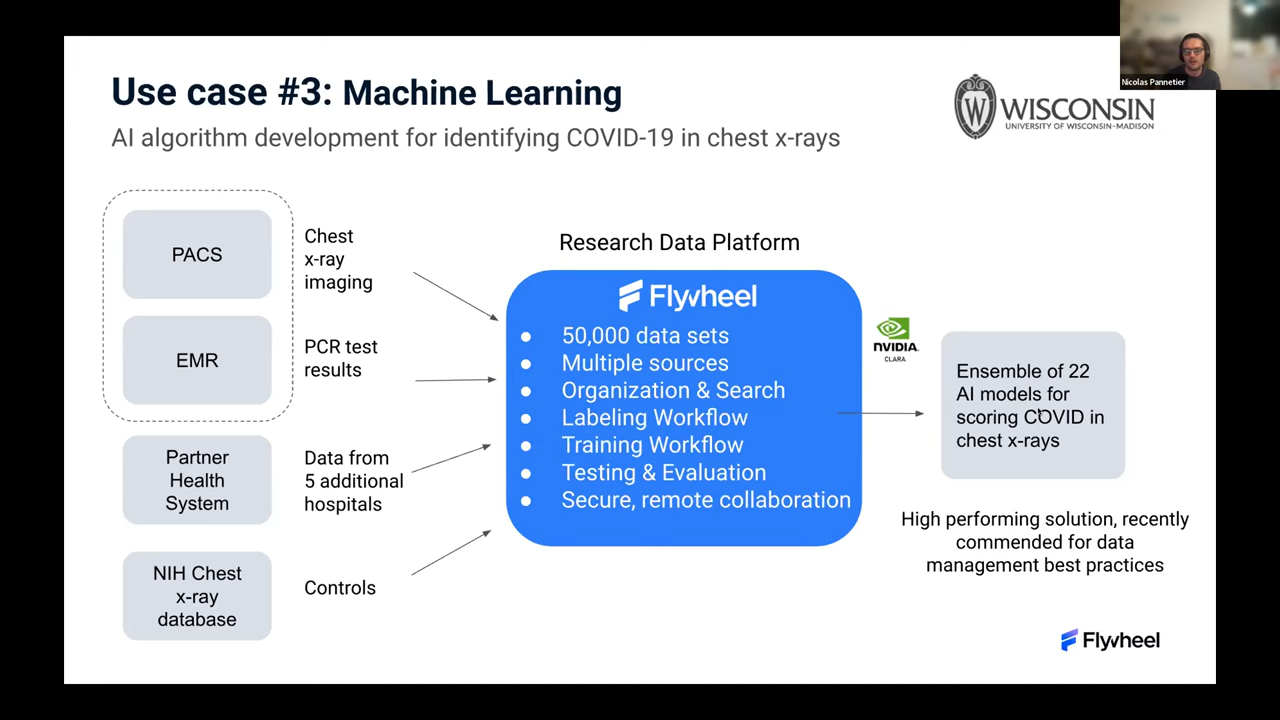 Nicolas Pannetier
Use case #3: Machine Learning
AI algorithm development for identifying COVID-19 in chest x-rays
WISCONSIN
UNIVERSITY OF WISCONSIN-MADISON
PACS
Chest
x-ray
imaging
EMR
PCR test
results
Partner
Health
System
Data from
5 additional
hospitals
NIH Chest
x-ray
database
Controls
Research Data Platform
Flywheel
● 50,000 data sets
● Multiple sources
● Organization & Search
● Labeling Workflow
● Training Workflow
● Testing & Evaluation
● Secure, remote collaboration
NVIDIA.
CLARA
Ensemble of 22
AI models for
scoring COVID in
chest x-rays
High performing solution, recently
commended for data
management best practices
Flywheel